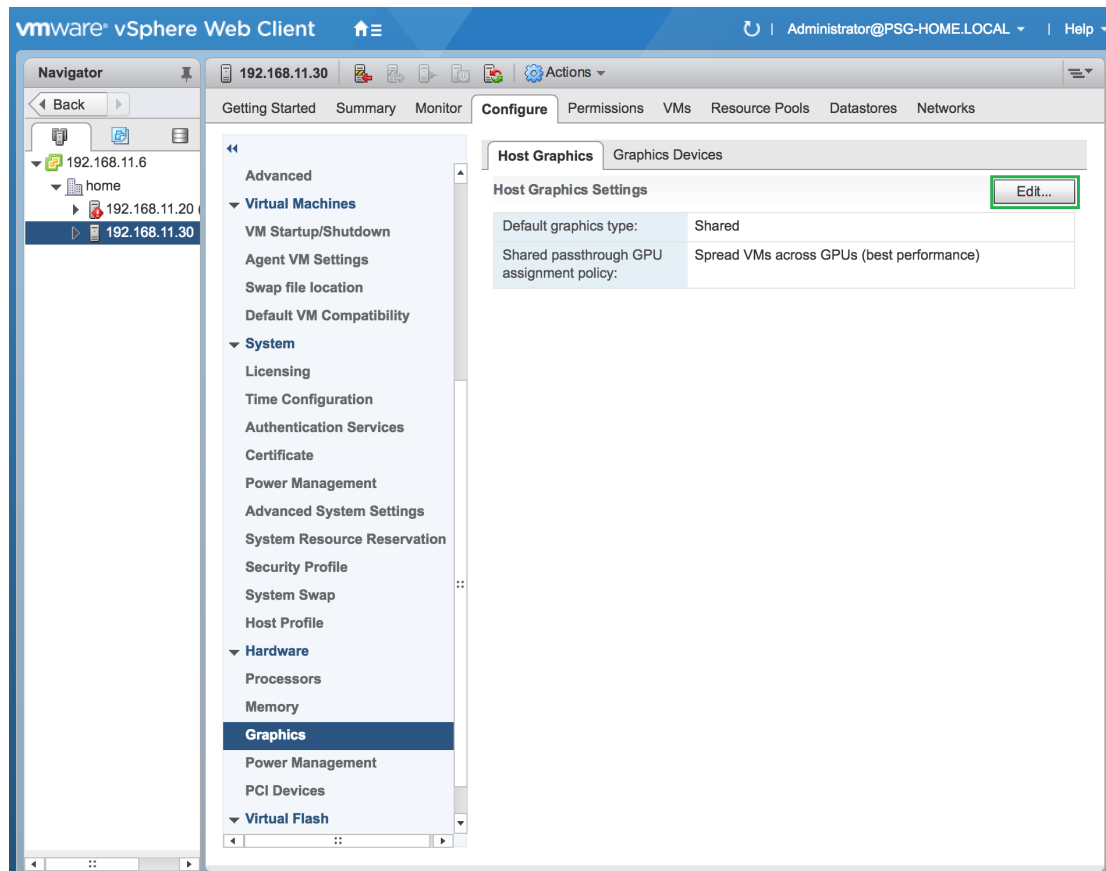 vmware® vSphere Web Client
Administrator@PSG-HOME.LOCAL
Help
Navigator
Back
192.168.11.6
home
192.168.11.20 (
192.168.11.30
192.168.11.30
Actions
Getting Started Summary Monitor Configure Permissions VMs Resource Pools Datastores Networks
Advanced
Virtual Machines
VM Startup/Shutdown
Agent VM Settings
Swap file location
Default VM Compatibility
System
Licensing
Time Configuration
Authentication Services
Certificate
Power Management
Advanced System Settings
System Resource Reservation
Security Profile
System Swap
Host Profile
Hardware
Processors
Memory
Graphics
Power Management
PCI Devices
Virtual Flash
Host Graphics Graphics Devices
Host Graphics Settings
Edit...
Default graphics type: Shared
Shared passthrough GPU Spread VMs across GPUs (best performance)
assignment policy: